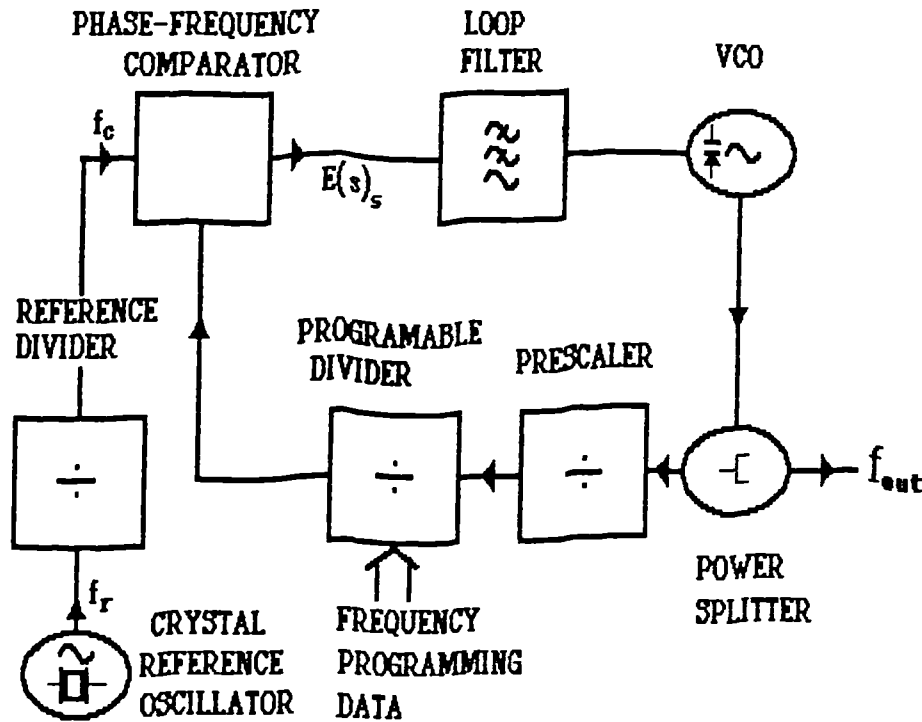 PHASE-FREQUENCY
COMPARATOR
LOOP
FILTER
VCO
f_c
E(s)_s
REFERENCE
DIVIDER
PROGRAMABLE
DIVIDER
PRESCALER
f_out
POWER
SPLITTER
f_r
CRYSTAL
REFERENCE
OSCILLATOR
FREQUENCY
PROGRAMMING
DATA